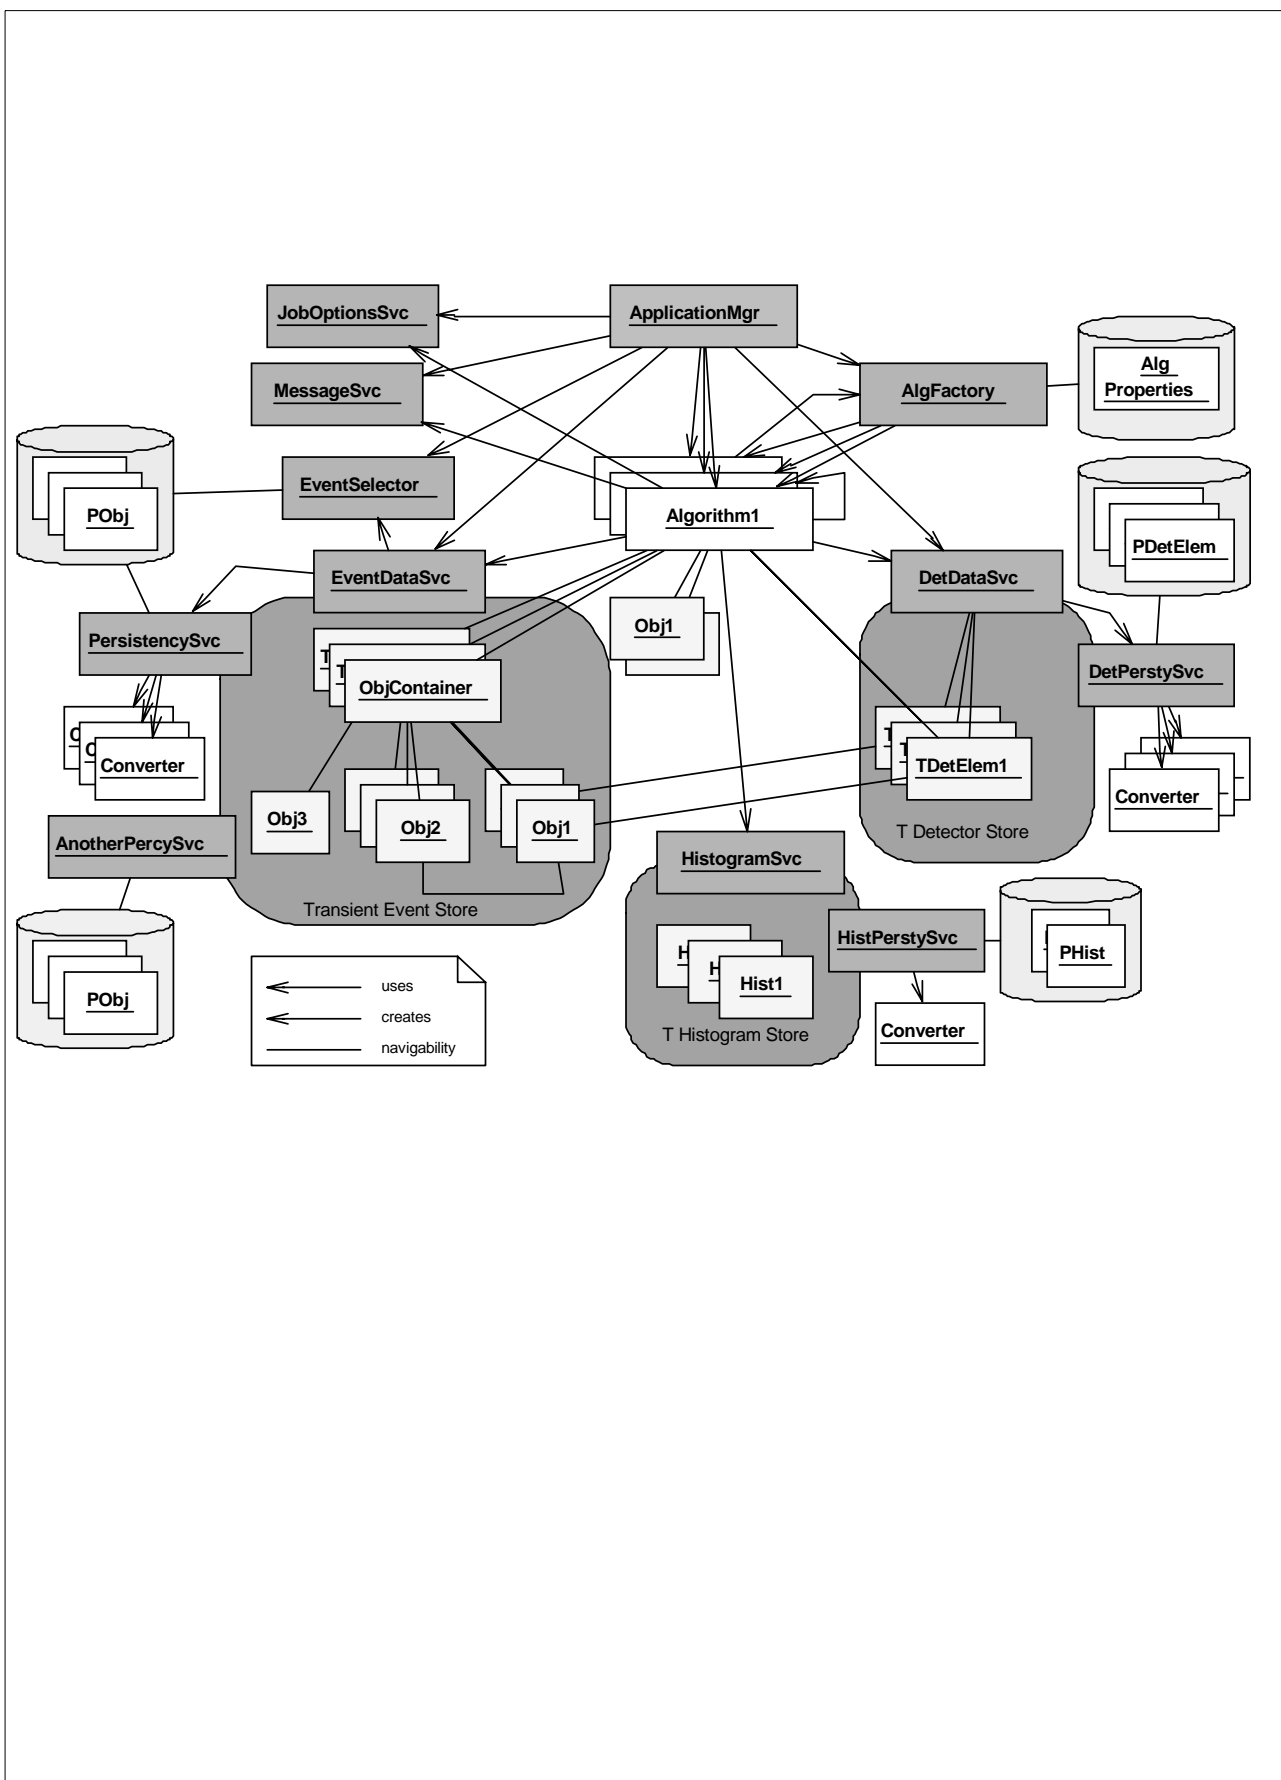 JobOptionsSvc
ApplicationMgr
MessageSvc
AlgFactory
Alg
Properties
EventSelector
PObj
Algorithm1
PDetElem
EventDataSvc
DetDataSvc
PersistencySvc
Obj1
T
T
ObjContainer
DetPerstySvc
C
C
Converter
T
T
TDetElem1
Converter
Obj3
Obj2
Obj1
T Detector Store
AnotherPercySvc
HistogramSvc
Transient Event Store
HistPerstySvc
PHist
H
H
Hist1
PObj
uses
creates
navigability
T Histogram Store
Converter